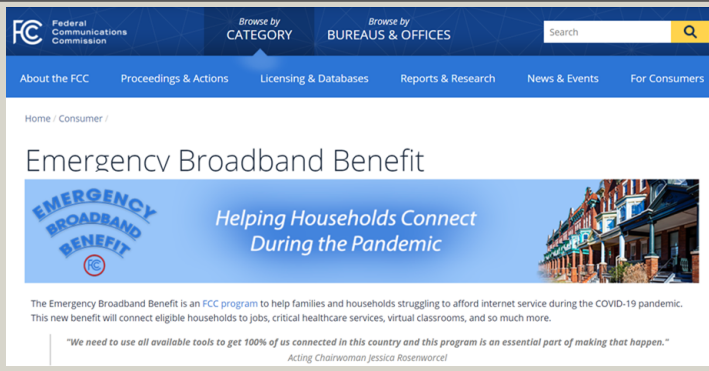 FCC Federal Communications Commission
Browse by
CATEGORY
Browse by
BUREAUS & OFFICES
Search
About the FCC
Proceedings & Actions
Licensing & Databases
Reports & Research
News & Events
For Consumers
Home / Consumer /
Emergency Broadband Benefit
EMERGENCY
BROADBAND
BENEFIT
FCC
Helping Households Connect
During the Pandemic
The Emergency Broadband Benefit is an FCC program to help families and households struggling to afford internet service during the COVID-19 pandemic.
This new benefit will connect eligible households to jobs, critical healthcare services, virtual classrooms, and so much more.
"We need to use all available tools to get 100% of us connected in this country and this program is an essential part of making that happen."
Acting Chairwoman Jessica Rosenworcel